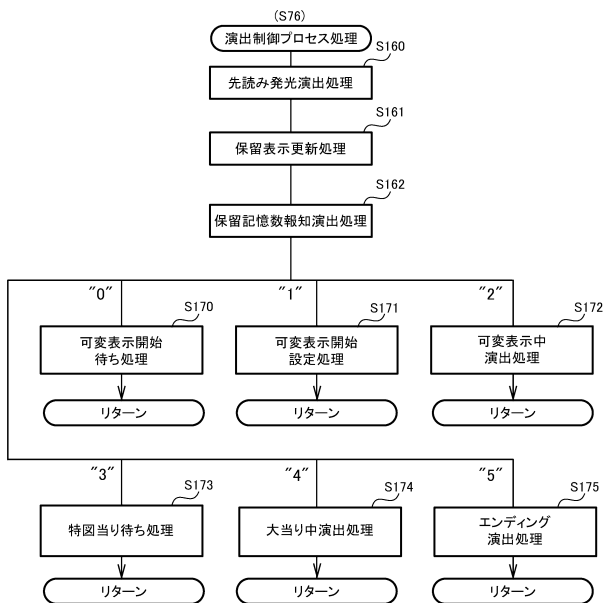 (S76)
演出制御プロセス処理
S160
先読み発光演出処理
S161
保留表示更新処理
S162
保留記憶数報知演出処理
"0"
"1"
"2"
S170
可変表示開始
待ち処理
S171
可変表示開始
設定処理
S172
可変表示中
演出処理
リターン
リターン
リターン
"3"
"4"
"5"
S173
特図当り待ち処理
S174
大当り中演出処理
S175
エンディング
演出処理
リターン
リターン
リターン